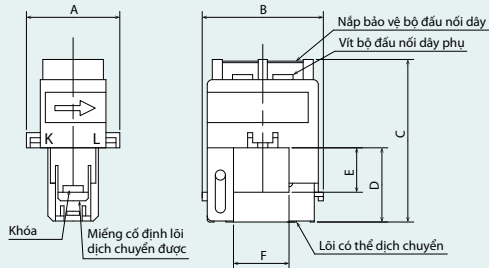 A
B
Nắp bảo vệ bộ đấu nối dây
Vít bộ đấu nối dây phụ
K
L
C
E
D
Khóa
Miếng cố định lõi
dịch chuyển được
F
Lõi có thể dịch chuyển